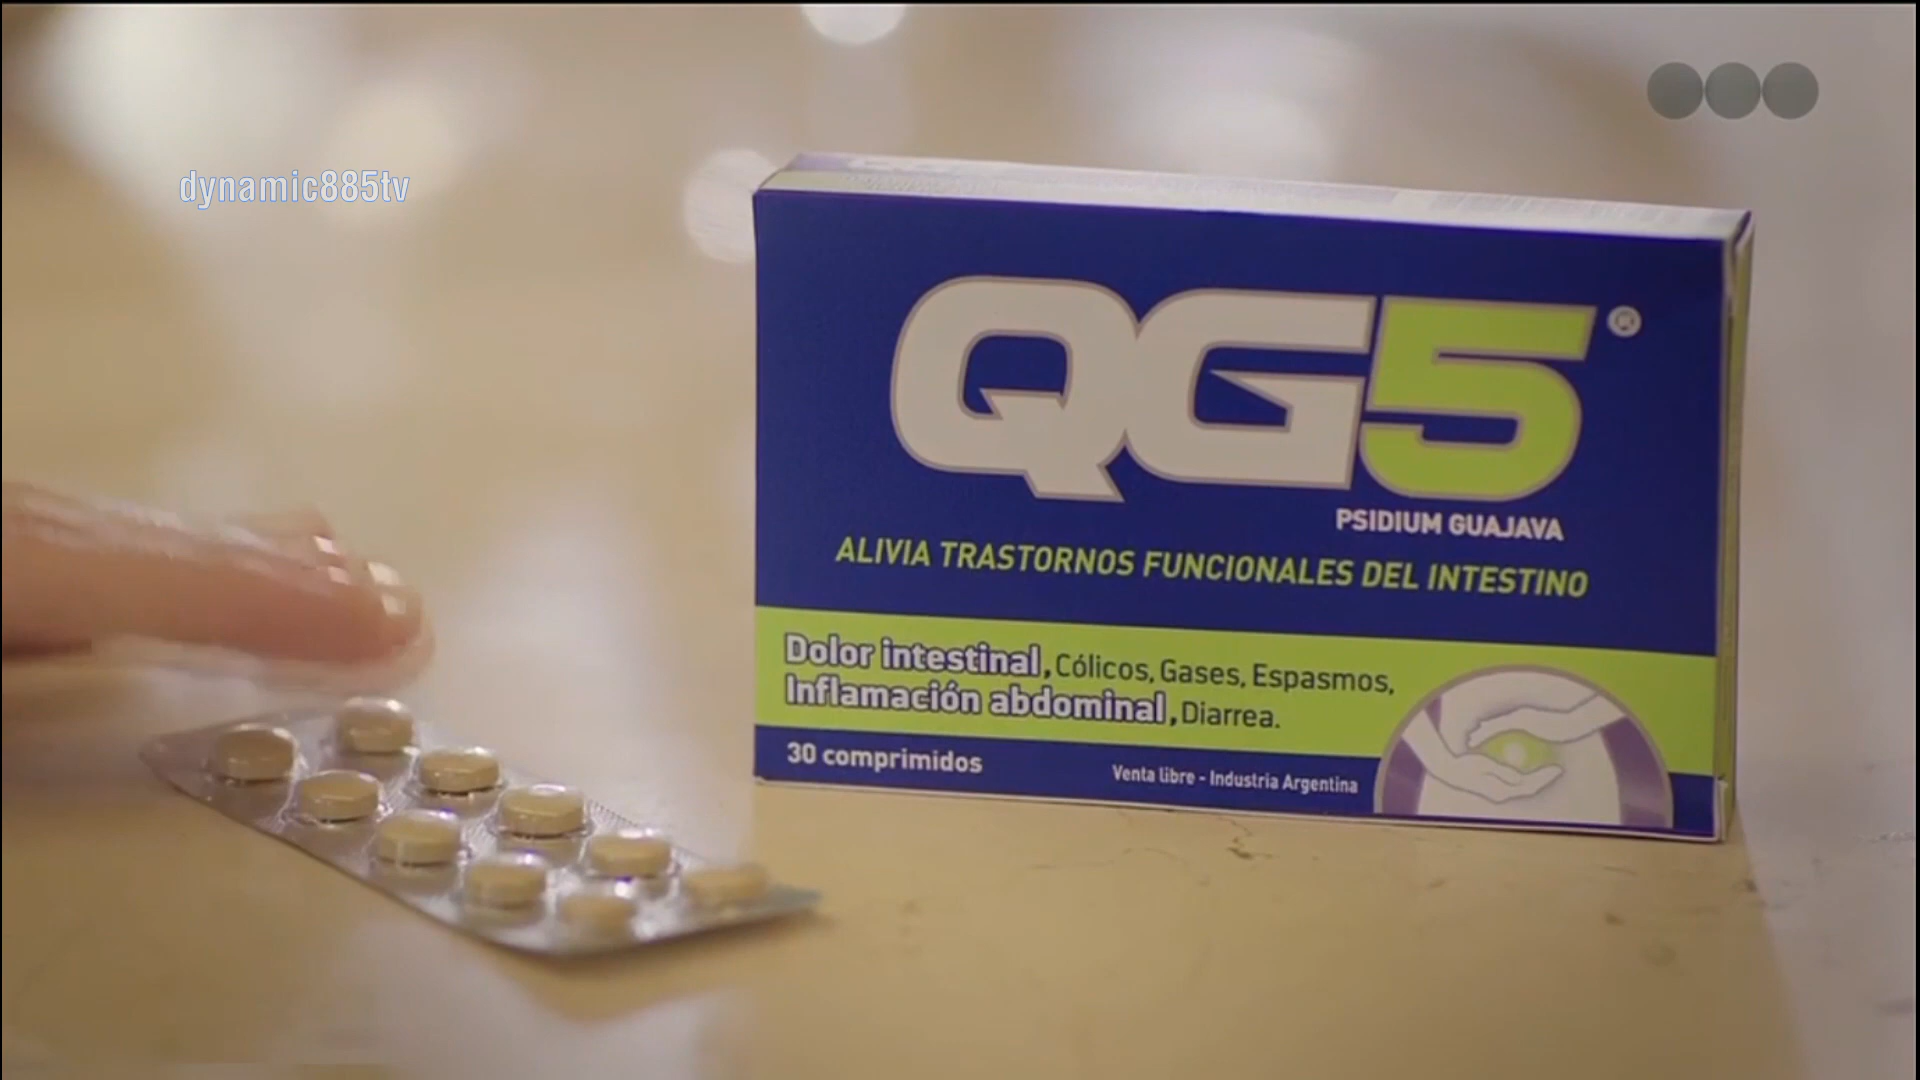 dynamic885tv
QG5®
PSIDIUM GUAJAVA
ALIVIA TRASTORNOS FUNCIONALES DEL INTESTINO
Dolor intestinal, Cólicos, Gases, Espasmos,
Inflamación abdominal, Diarrea.
30 comprimidos
Venta libre - Industria Argentina